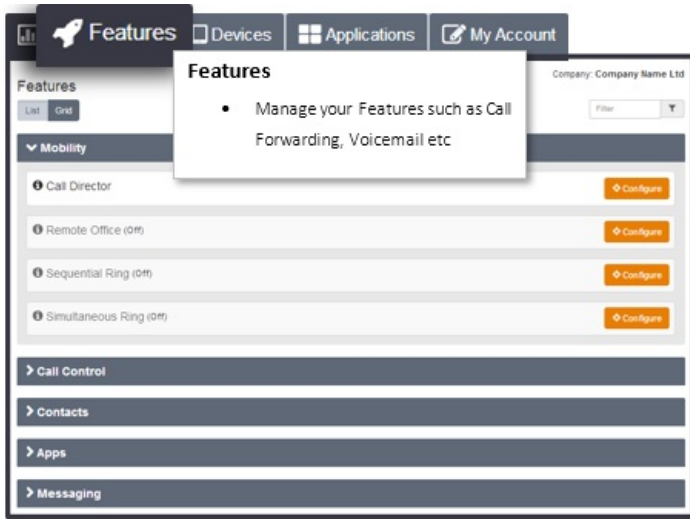 Features
Devices
Applications
My Account
Features
• Manage your Features such as Call
Forwarding, Voicemail etc
Company: Company Name Ltd
Features
List Grid
Filter
Mobility
Call Director
Configure
Remote Office (Off)
Configure
Sequential Ring (Off)
Configure
Simultaneous Ring (Off)
Configure
Call Control
Contacts
Apps
Messaging